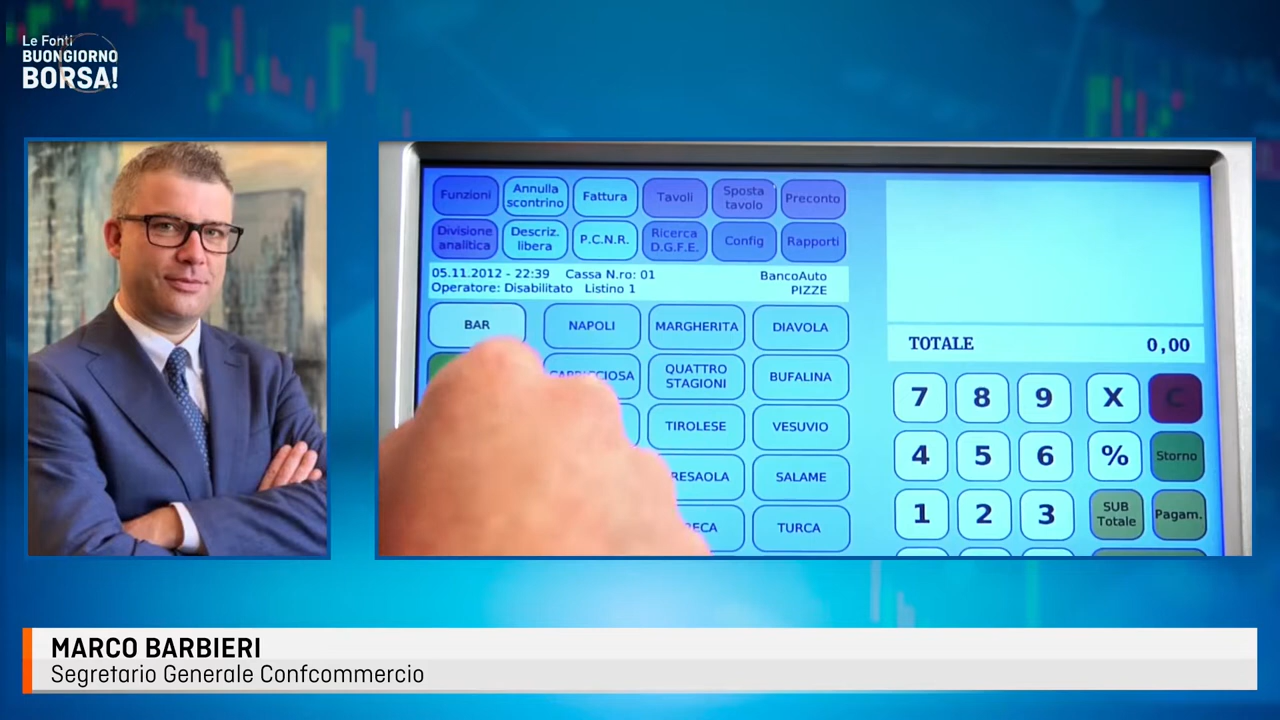 Le Fonti
BUONGIORNO
BORSA!
Funzioni
Annulla
scontrino
Fattura
Tavoli
Sposta
tavolo
Preconto
Divisione
analitica
Descriz.
libera
P.C.N.R.
Ricerca
D.G.F.E.
Config
Rapporti
05.11.2012 - 22:39 Cassa N.ro: 01 BancoAuto
Operatore: Disabilitato Listino 1 PIZZE
BAR
NAPOLI
MARGHERITA
DIAVOLA
QUATTRO
STAGIONI
BUFALINA
TIROLESE
VESUVIO
SALAME
TURCA
TOTALE 0,00
7 8 9 X C
4 5 6 % Storno
1 2 3
SUB
Totale
Pagam.
MARCO BARBIERI
Segretario Generale Confcommercio